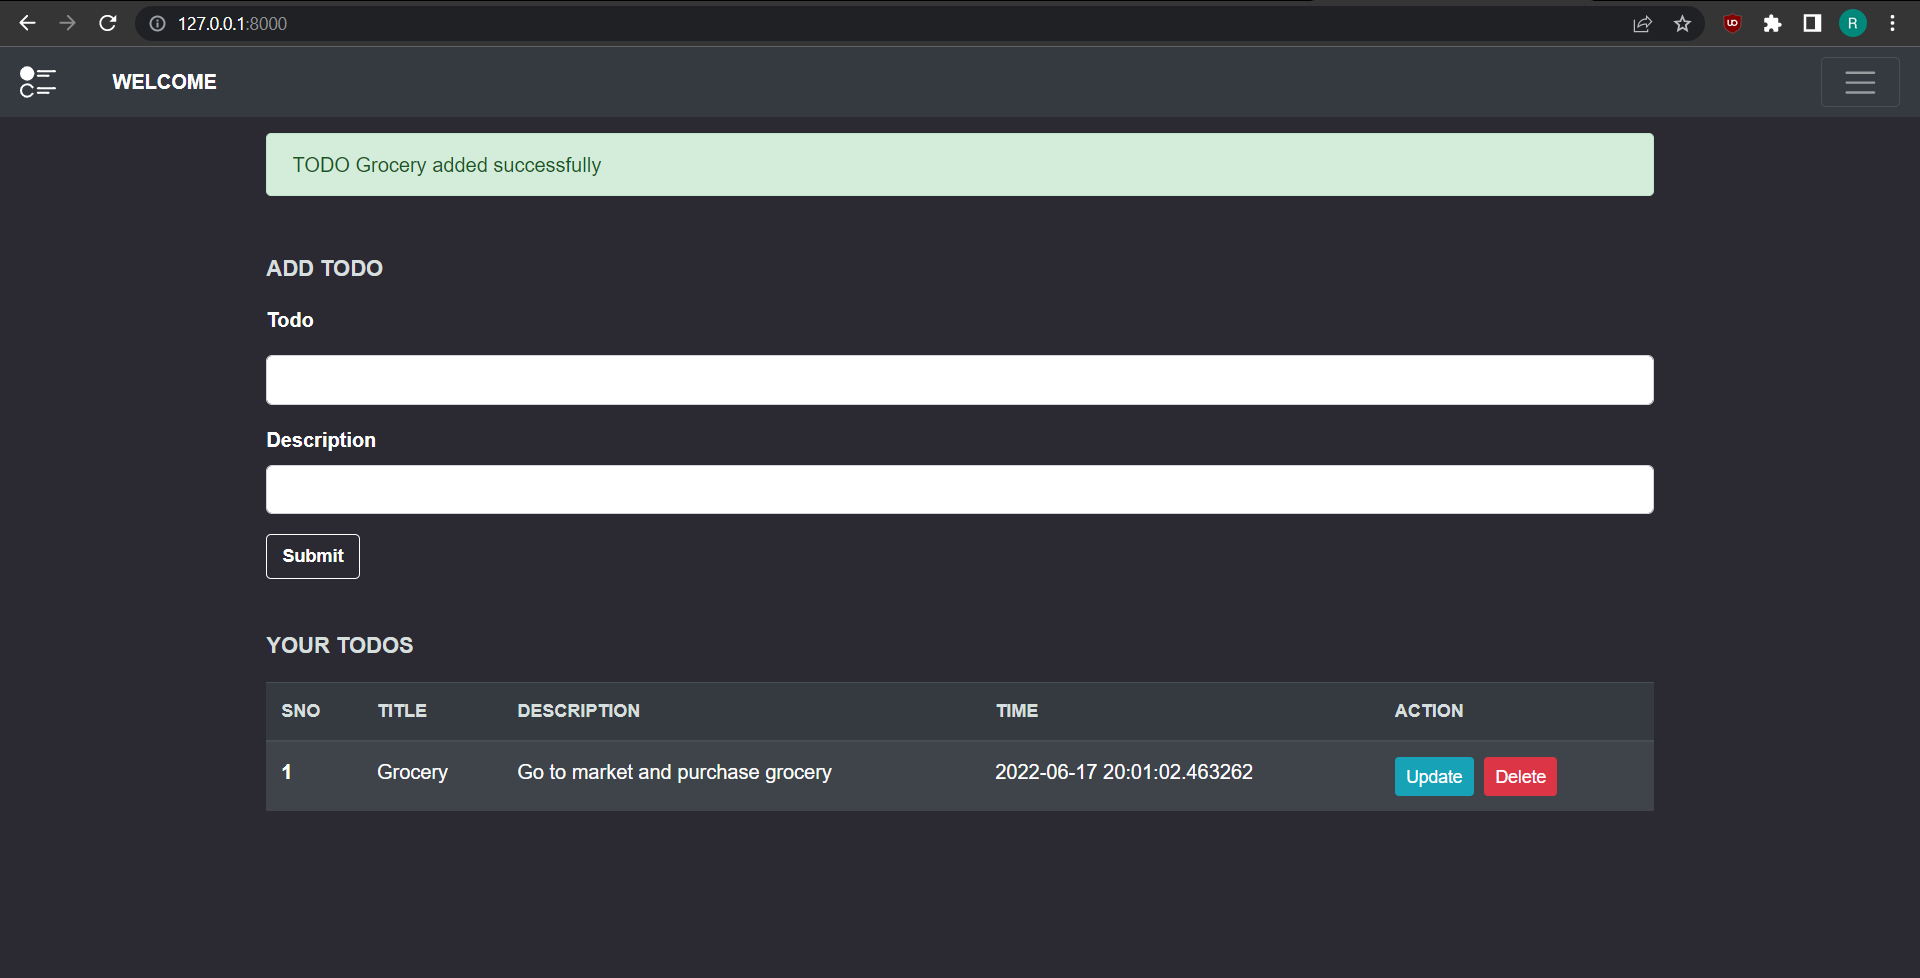 127.0.0.1:8000
R
WELCOME
TODO Grocery added successfully
ADD TODO
Todo
Description
Submit
YOUR TODOS
SNO TITLE DESCRIPTION TIME ACTION
1 Grocery Go to market and purchase grocery 2022-06-17 20:01:02.463262 Update Delete